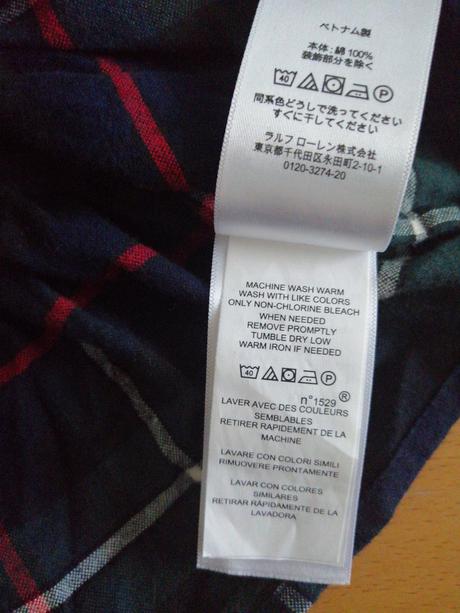 ベトナム製
本体:綿 100%
装飾部分を除く
40 P
同系色どうしで洗ってください
すぐに干してください
ラルフ ローレン株式会社
東京都千代田区永田町2-10-1
0120-3274-20
MACHINE WASH WARM
WASH WITH LIKE COLORS
ONLY NON-CHLORINE BLEACH
WHEN NEEDED
REMOVE PROMPTLY
TUMBLE DRY LOW
WARM IRON IF NEEDED
40 P
n°1529 ®
LAVER AVEC DES COULEURS
SEMBLABLES
RETIRER RAPIDEMENT DE LA
MACHINE
LAVARE CON COLORI SIMILI
RIMUOVERE PRONTAMENTE
LAVAR CON COLORES
SIMILARES
RETIRAR RÁPIDAMENTE DE LA
LAVADORA